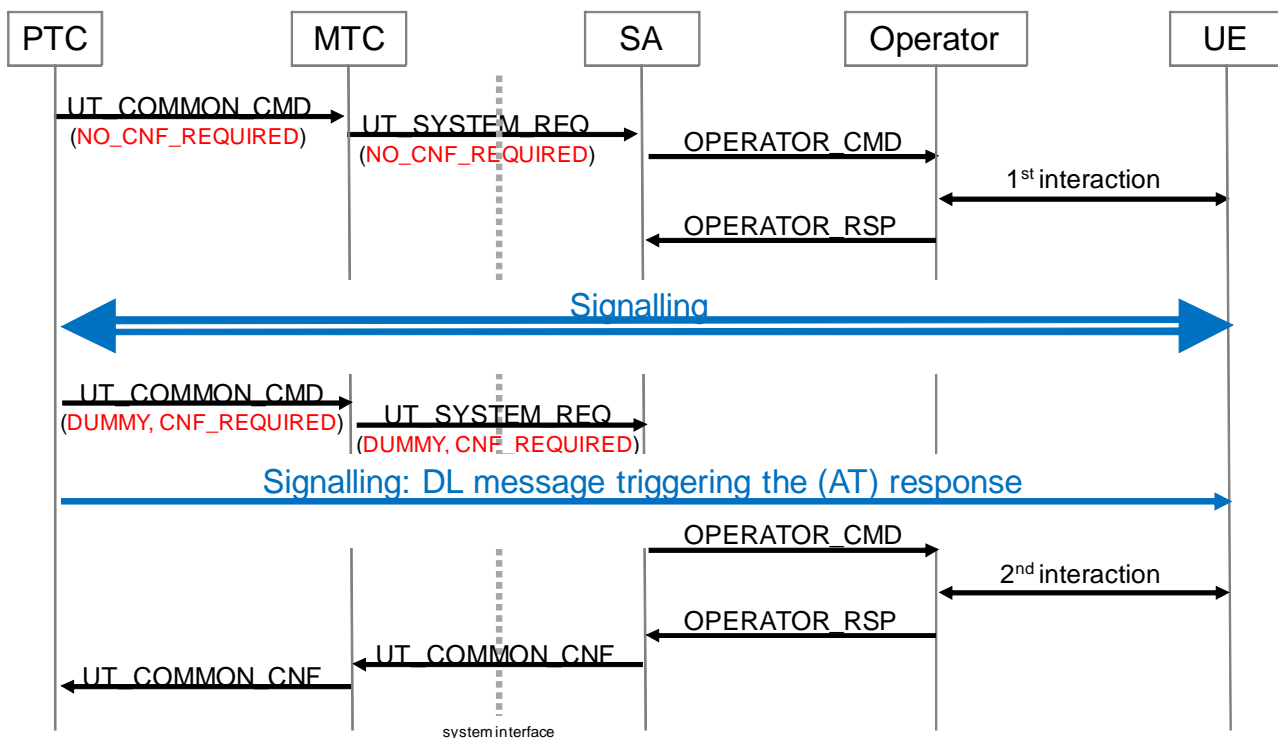 PTC MTC SA Operator UE
UT_COMMON_CMD
(NO_CNF_REQUIRED)
UT_SYSTEM_REQ
(NO_CNF_REQUIRED)
OPERATOR_CMD
1st interaction
OPERATOR_RSP
Signalling
UT_COMMON_CMD
(DUMMY, CNF_REQUIRED)
UT_SYSTEM_REQ
(DUMMY, CNF_REQUIRED)
Signalling: DL message triggering the (AT) response
OPERATOR_CMD
2nd interaction
OPERATOR_RSP
UT_COMMON_CNF
UT_COMMON_CNF
system interface